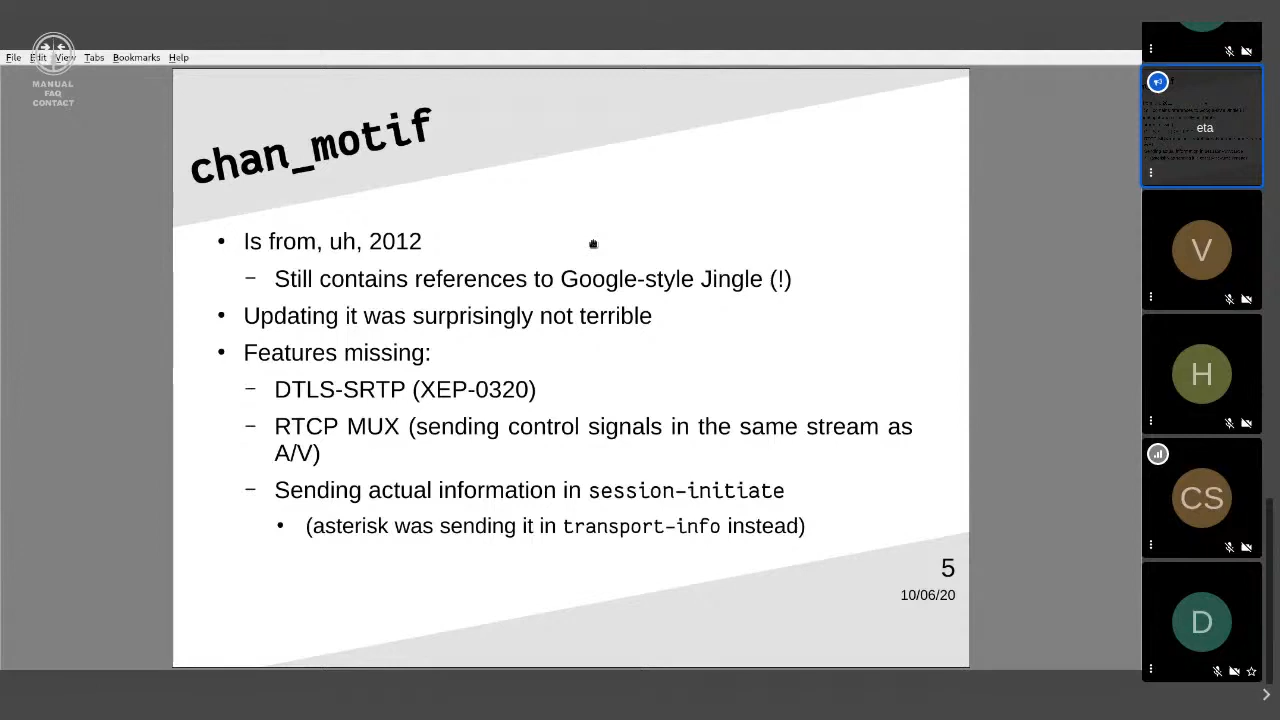 File Edit View Tabs Bookmarks Help
MANUAL
FAQ
CONTACT
chan_motif
• Is from, uh, 2012
– Still contains references to Google-style Jingle (!)
• Updating it was surprisingly not terrible
• Features missing:
– DTLS-SRTP (XEP-0320)
– RTCP MUX (sending control signals in the same stream as
A/V)
– Sending actual information in session-initiate
• (asterisk was sending it in transport-info instead)
5
10/06/20
eta
V
H
CS
D